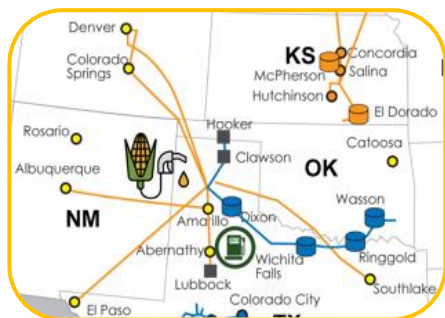 Denver
Colorado
Springs
KS
Concordia
McPherson
Salina
Hutchinson
El Dorado
Hooker
Rosario
Clawson
OK
Catoosa
Albuquerque
Wasson
NM
Amarillo
Dixon
Abernathy
Wichita
Falls
Ringgold
Lubbock
Southlake
El Paso
Colorado City